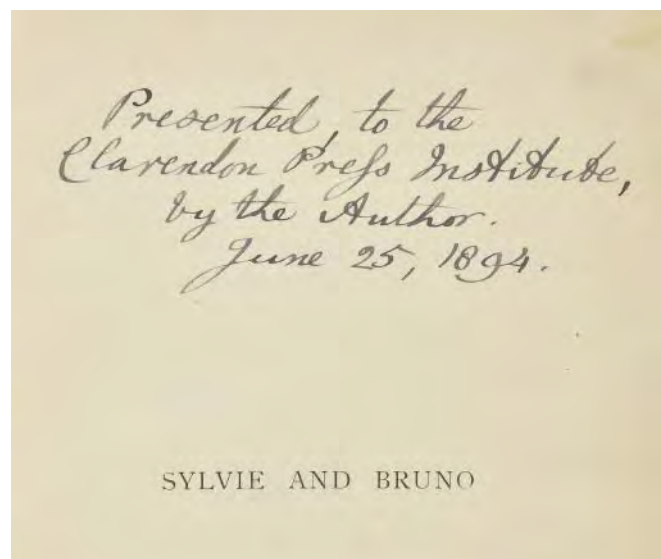 Presented, to the
Clarendon Press Institute,
by the Author.
June 25, 1894.
SYLVIE AND BRUNO